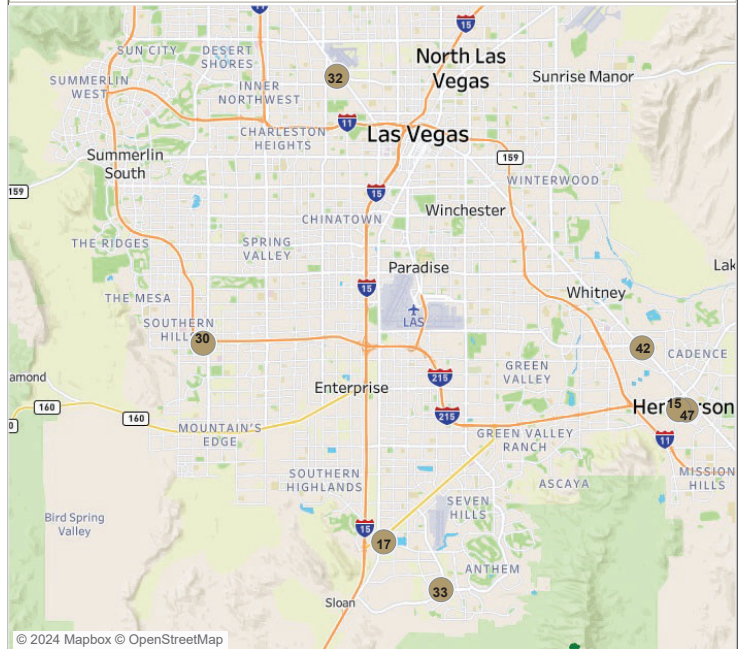 15
SUN CITY
DESERT
SHORES
North Las
Vegas
Sunrise Manor
32
SUMMERLIN
WEST
INNER
NORTHWEST
11
Las Vegas
CHARLESTON
HEIGHTS
Summerlin
South
159
159
WINTERWOOD
15
CHINATOWN
Winchester
THE RIDGES
SPRING
VALLEY
Paradise
Lak
15
Whitney
THE MESA
LAS
SOUTHERN
HILLS
30
42
CADENCE
GREEN
VALLEY
215
amond
Enterprise
160
160
0
215
15
47
Henderson
MOUNTAIN'S
EDGE
GREEN VALLEY
RANCH
11
SOUTHERN
HIGHLANDS
ASCAYA
MISSION
HILLS
SEVEN
HILLS
Bird Spring
Valley
15
17
ANTHEM
33
Sloan
© 2024 Mapbox © OpenStreetMap